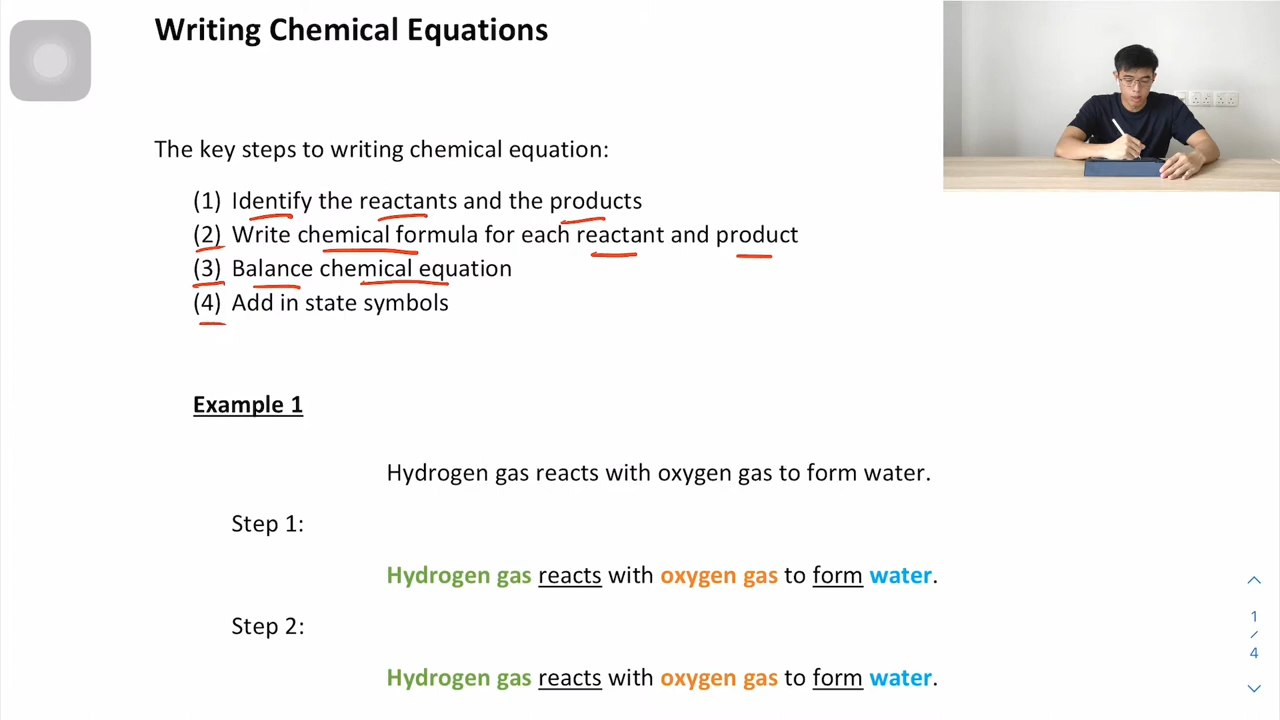 Writing Chemical Equations
The key steps to writing chemical equation:
(1) Identify the reactants and the products
(2) Write chemical formula for each reactant and product
(3) Balance chemical equation
(4) Add in state symbols
Example 1
Hydrogen gas reacts with oxygen gas to form water.
Step 1:
Hydrogen gas reacts with oxygen gas to form water.
Step 2:
Hydrogen gas reacts with oxygen gas to form water.
1
/
4